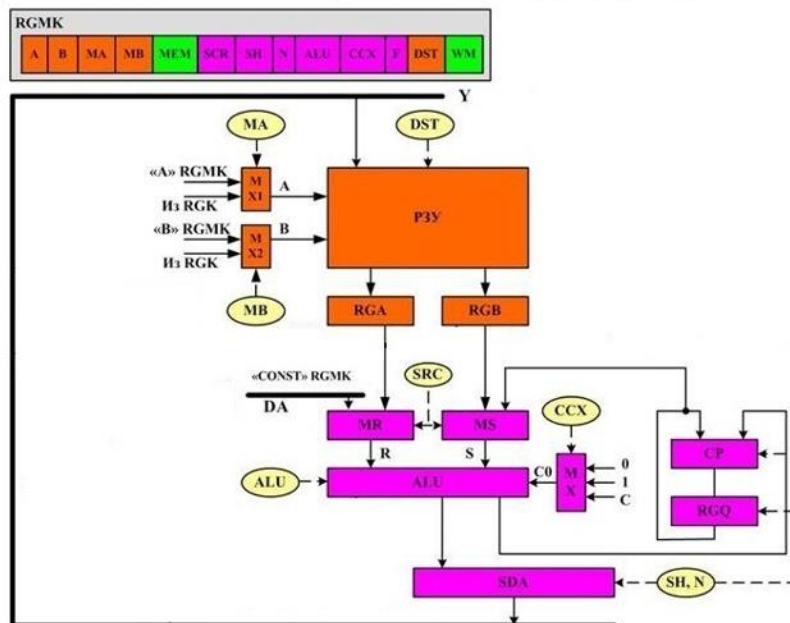 RGMK
A B MA MB MEM SCR SH N ALU CCX F DST WM
Y
MA DST
«A» RGMK
M X1
A
Из RGK
РЗУ
«B» RGMK
M X2
B
Из RGK
MB
RGA RGB
«CONST» RGMK
SRC
DA
CCX
MR MS
R S
CP
ALU
ALU
C0
M X
0
1
C
RGQ
SDA
SH, N